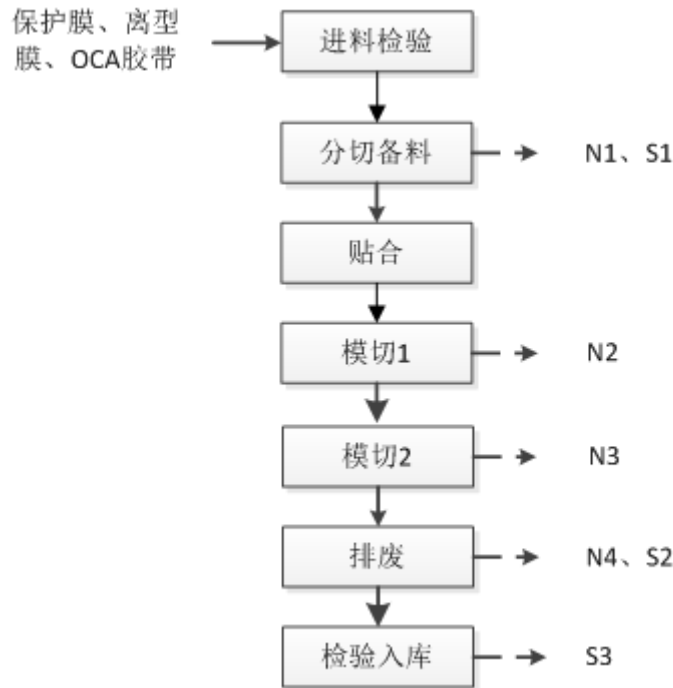 保护膜、离型
膜、OCA胶带
进料检验
分切备料
N1、S1
贴合
模切1
N2
模切2
N3
排废
N4、S2
检验入库
S3